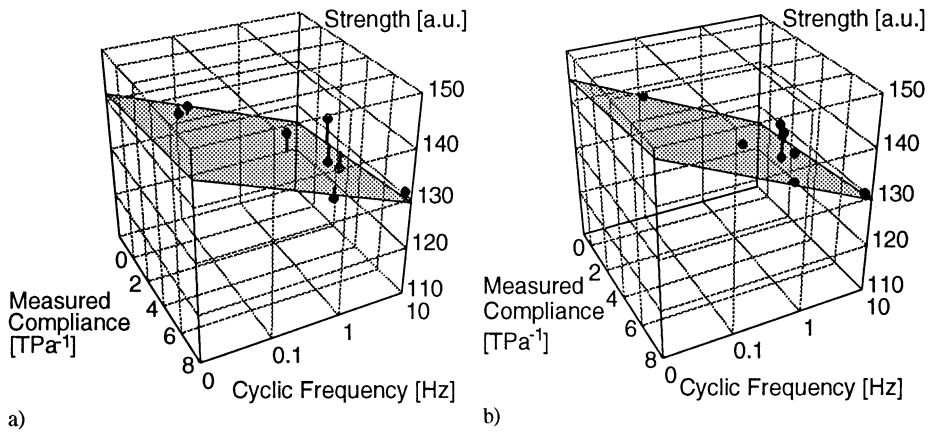 Strength [a.u.]
150
140
130
120
110
0
2
4
6
8
Measured
Compliance
[TPa-1]
0
0.1
1
10
Cyclic Frequency [Hz]
a)
Strength [a.u.]
150
140
130
120
110
0
2
4
6
8
Measured
Compliance
[TPa-1]
0
0.1
1
10
Cyclic Frequency [Hz]
b)